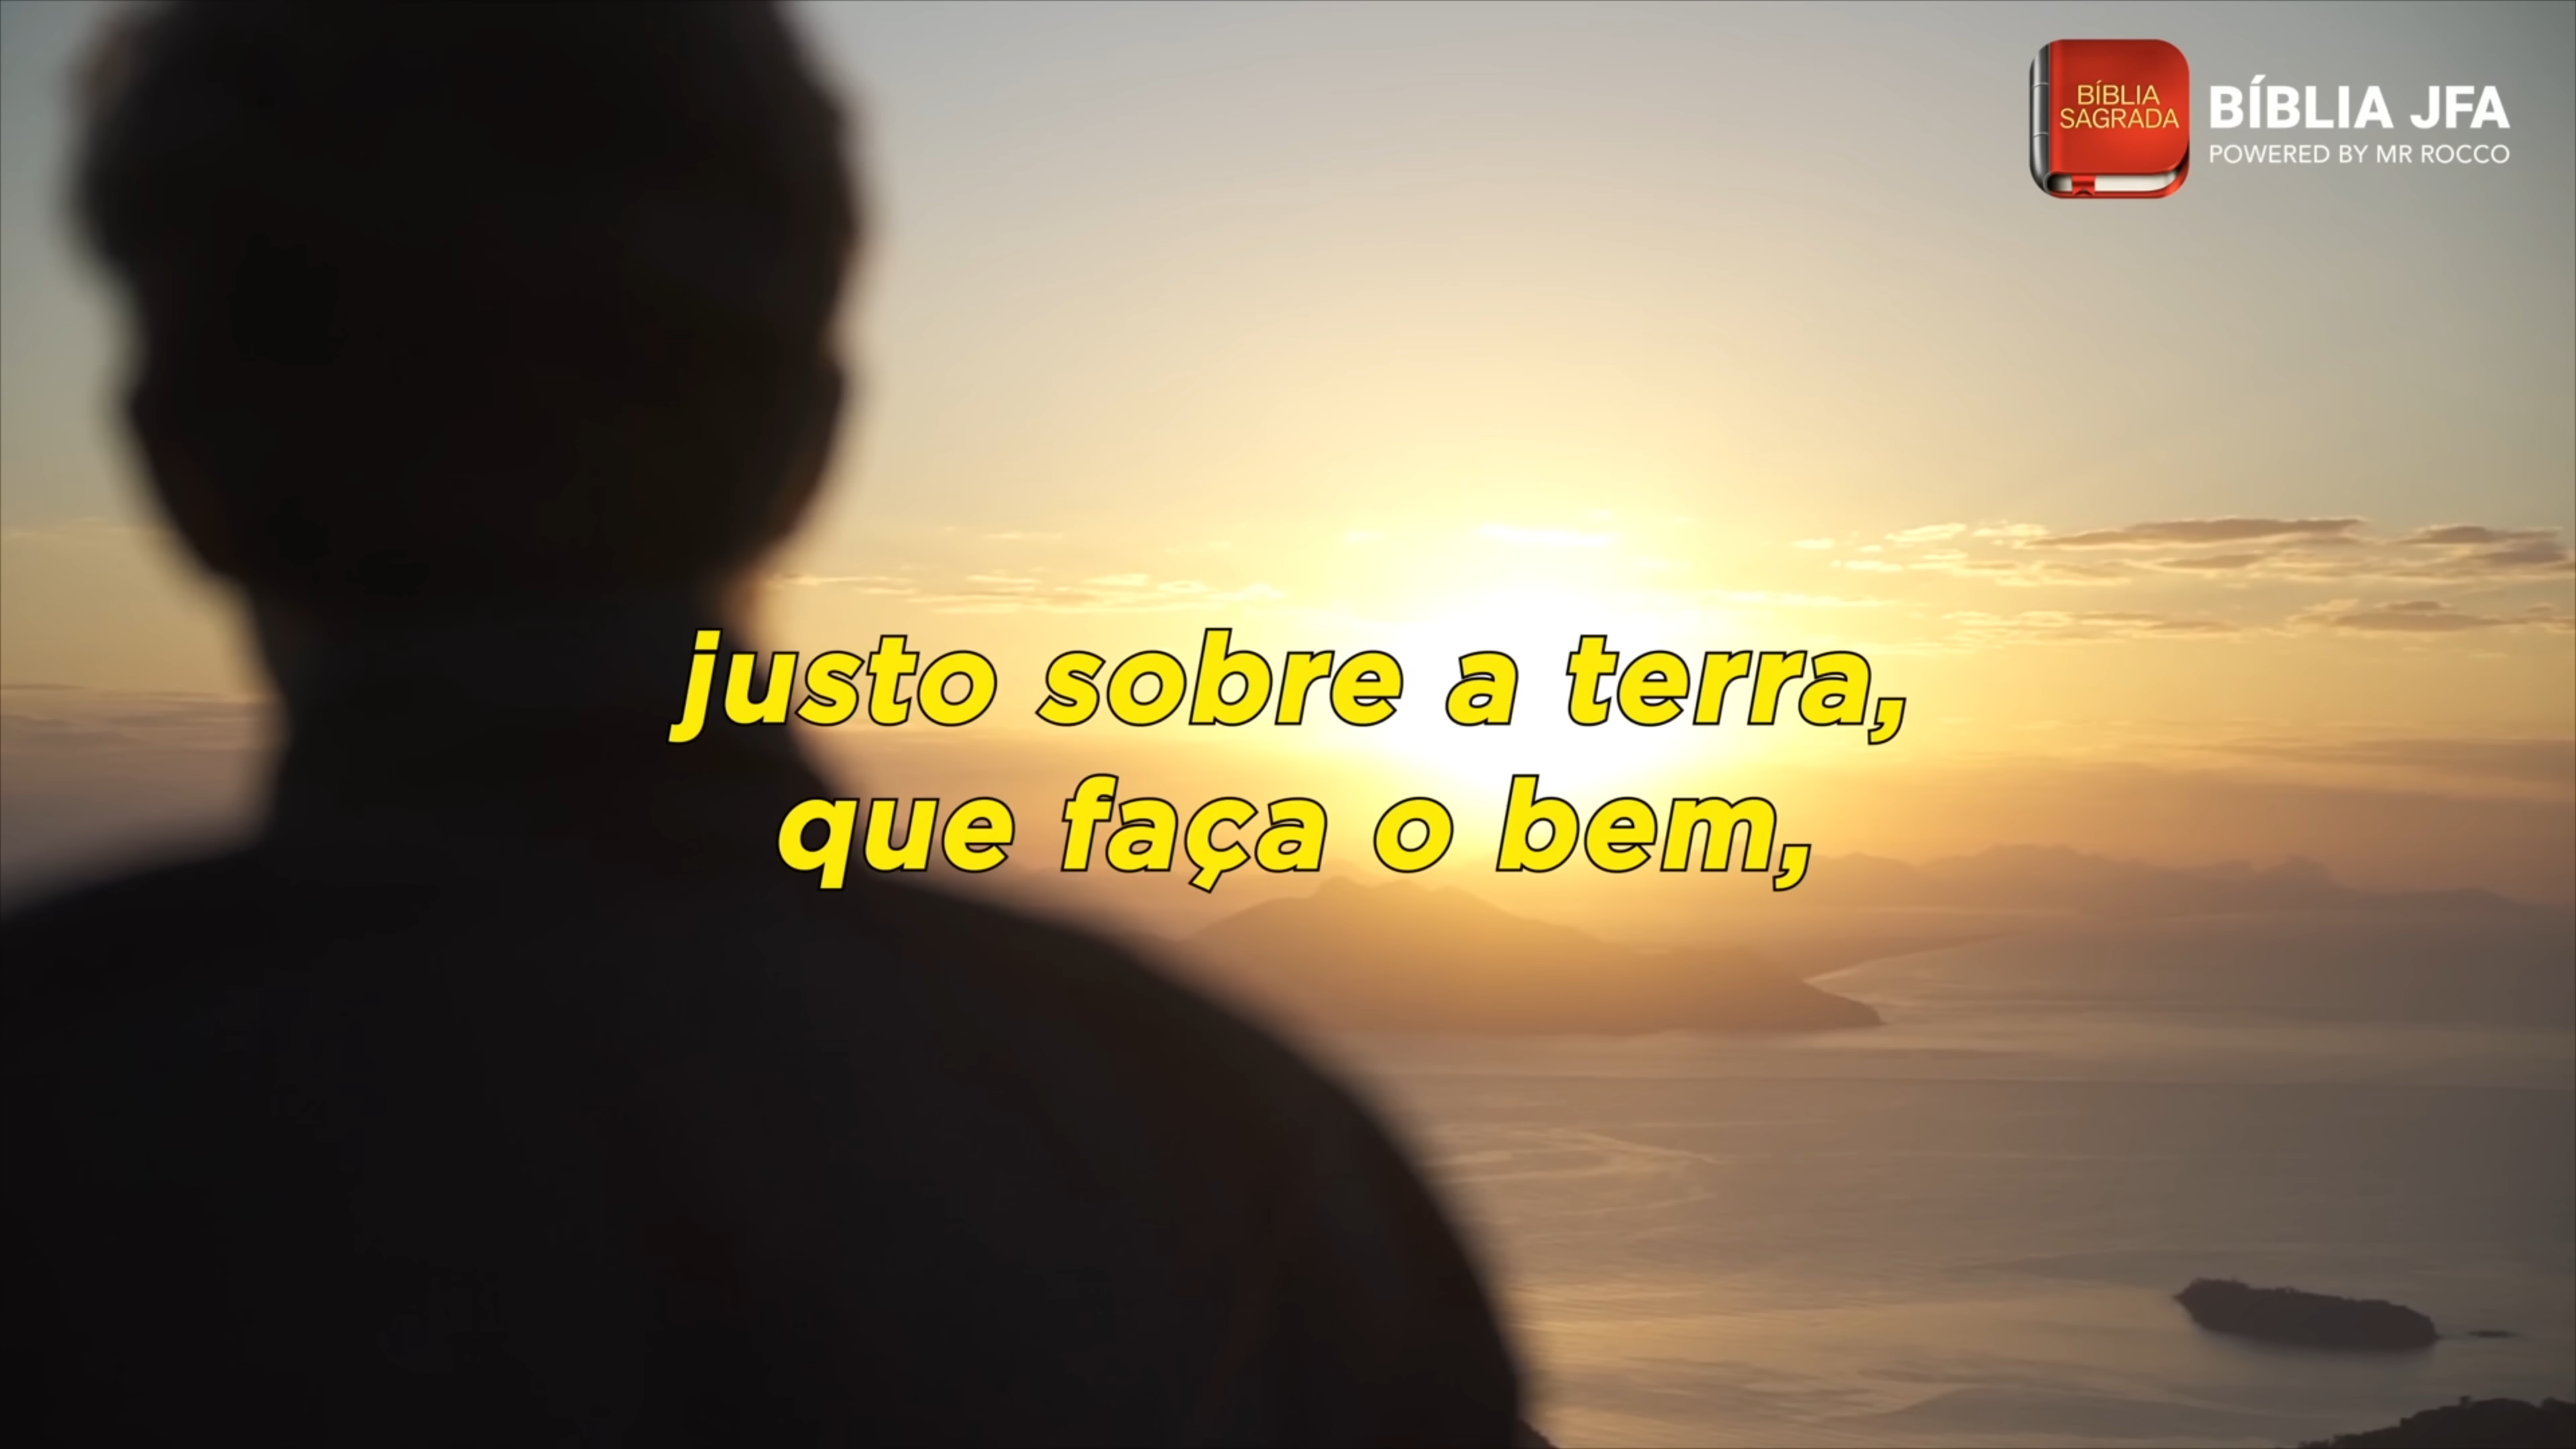 BÍBLIA
SAGRADA
BÍBLIA JFA
POWERED BY MR ROCCO
justo sobre a terra,
que faça o bem,